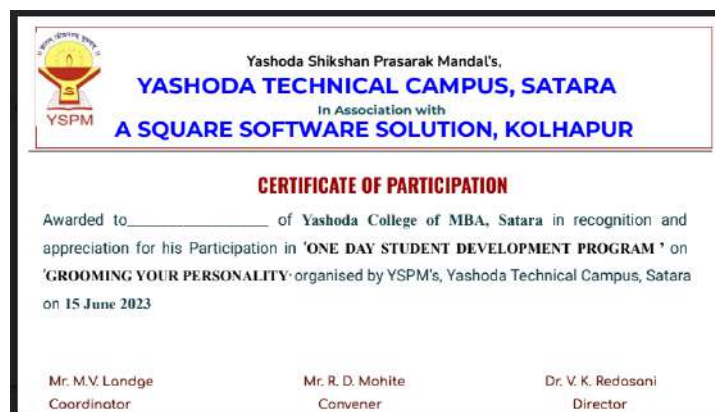 Yashoda Shikshan Prasarak Mandal's,
YASHODA TECHNICAL CAMPUS, SATARA
In Association with
A SQUARE SOFTWARE SOLUTION, KOLHAPUR
YSPM
CERTIFICATE OF PARTICIPATION
Awarded to_________________ of Yashoda College of MBA, Satara in recognition and
appreciation for his Participation in 'ONE DAY STUDENT DEVELOPMENT PROGRAM ' on
'GROOMING YOUR PERSONALITY' organised by YSPM's, Yashoda Technical Campus, Satara
on 15 June 2023
Mr. M.V. Landge Mr. R. D. Mohite Dr. V. K. Redasani
Coordinator Convener Director